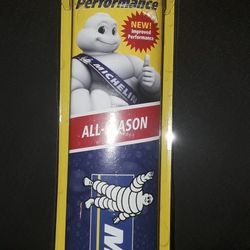 Performance
NEW!
Improved
Performance
MICHELIN
ALL-SEASON
M